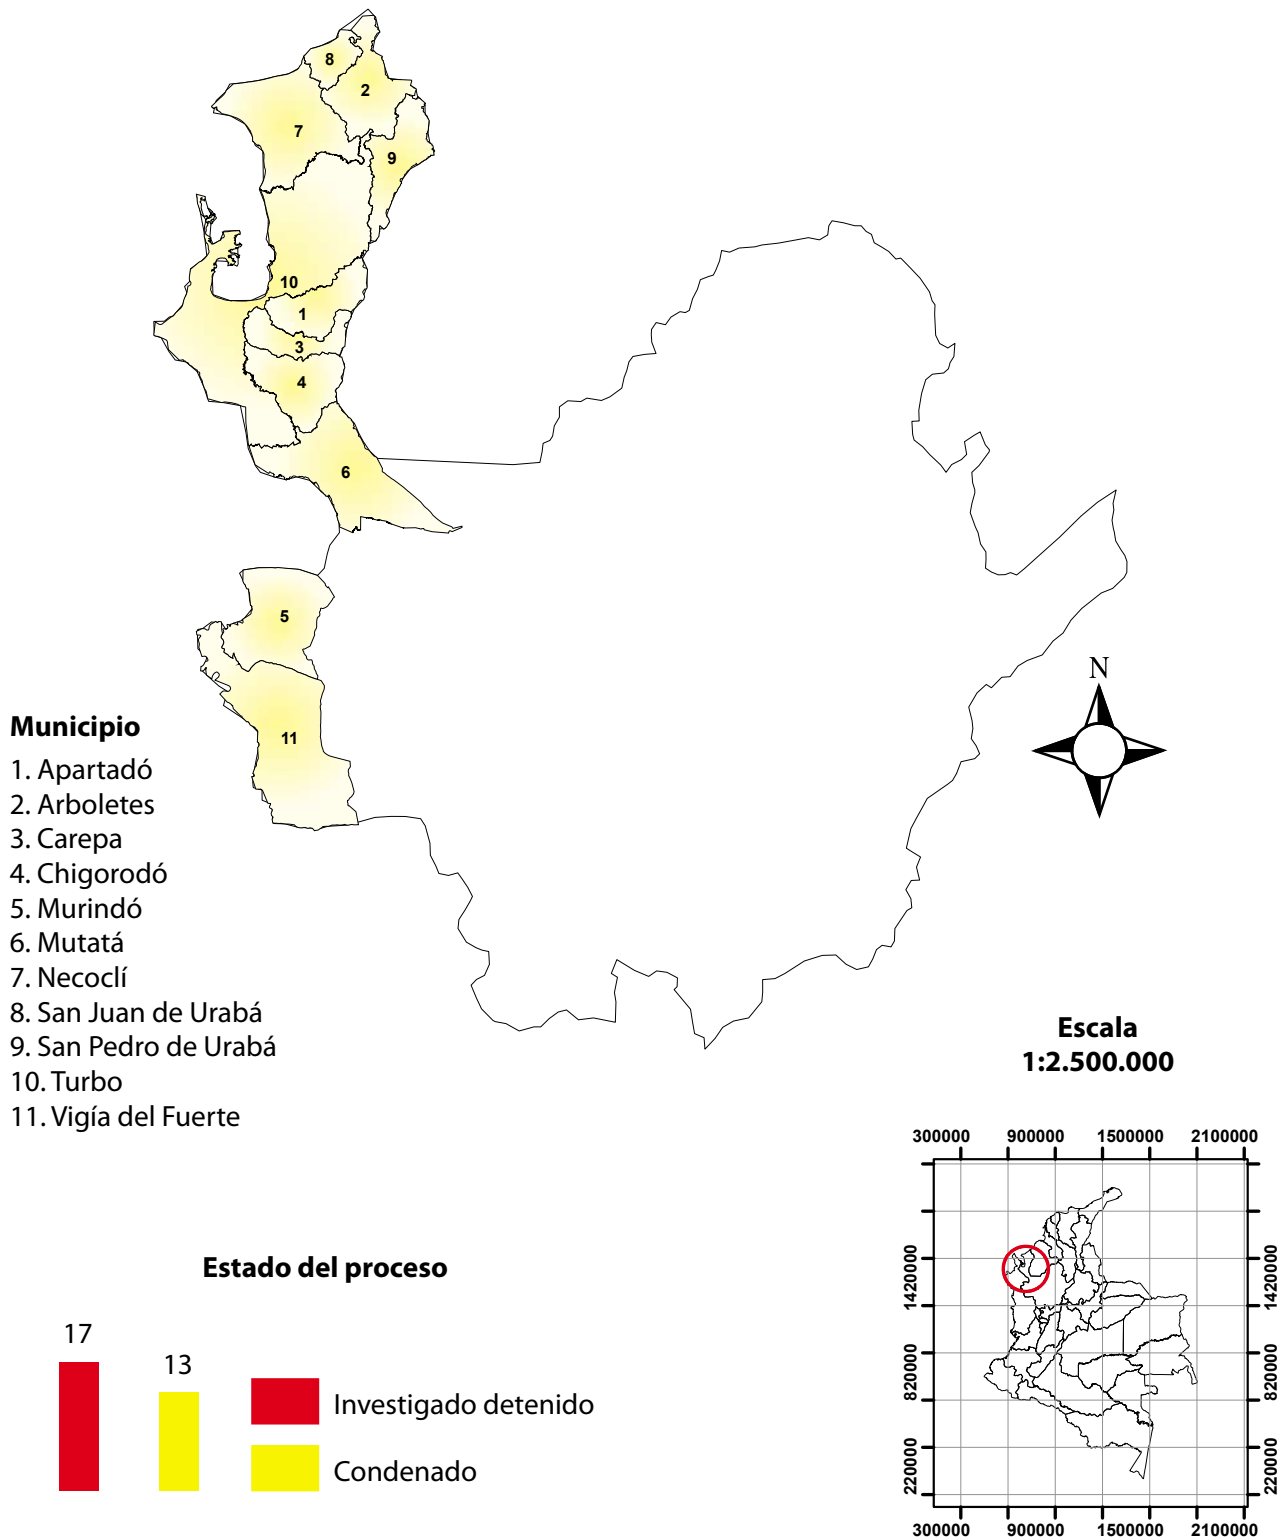 8
2
7
9
10
1
3
4
6
5
11
N
Municipio
1. Apartadó
2. Arboletes
3. Carepa
4. Chigorodó
5. Murindó
6. Mutatá
7. Necoclí
8. San Juan de Urabá
9. San Pedro de Urabá
10. Turbo
11. Vigía del Fuerte
Escala
1:2.500.000
300000 900000 1500000 2100000
1420000 1420000
820000 820000
220000 220000
300000 900000 1500000 2100000
Estado del proceso
17
13
Investigado detenido
Condenado